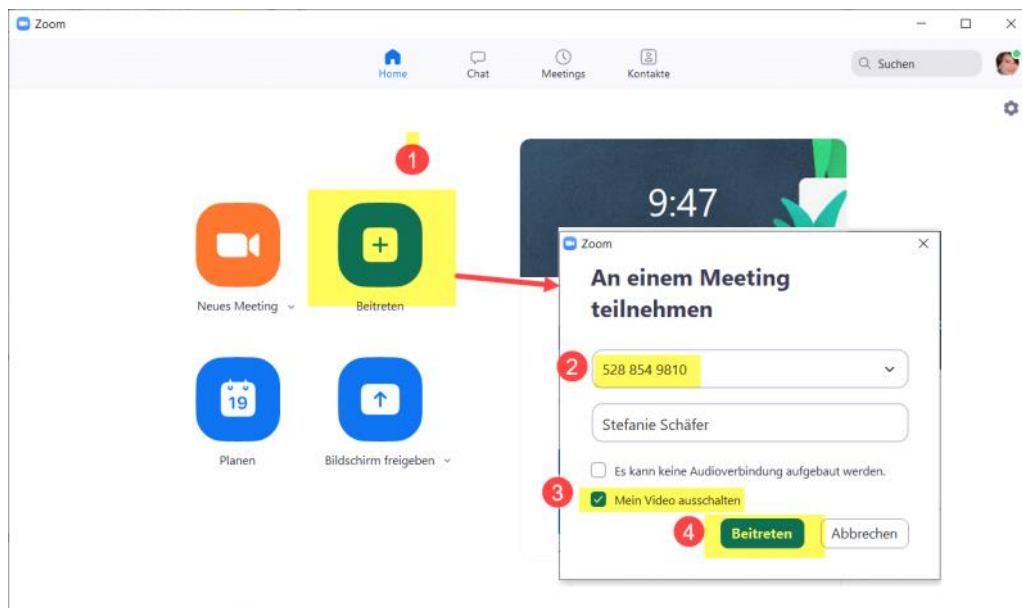 Zoom
Home
Chat
Meetings
Kontakte
Suchen
1
9:47
Neues Meeting
Beitreten
19
Planen
Bildschirm freigeben
Zoom
An einem Meeting
teilnehmen
2
528 854 9810
Stefanie Schäfer
Es kann keine Audioverbindung aufgebaut werden.
3
Mein Video ausschalten
4
Beitreten
Abbrechen